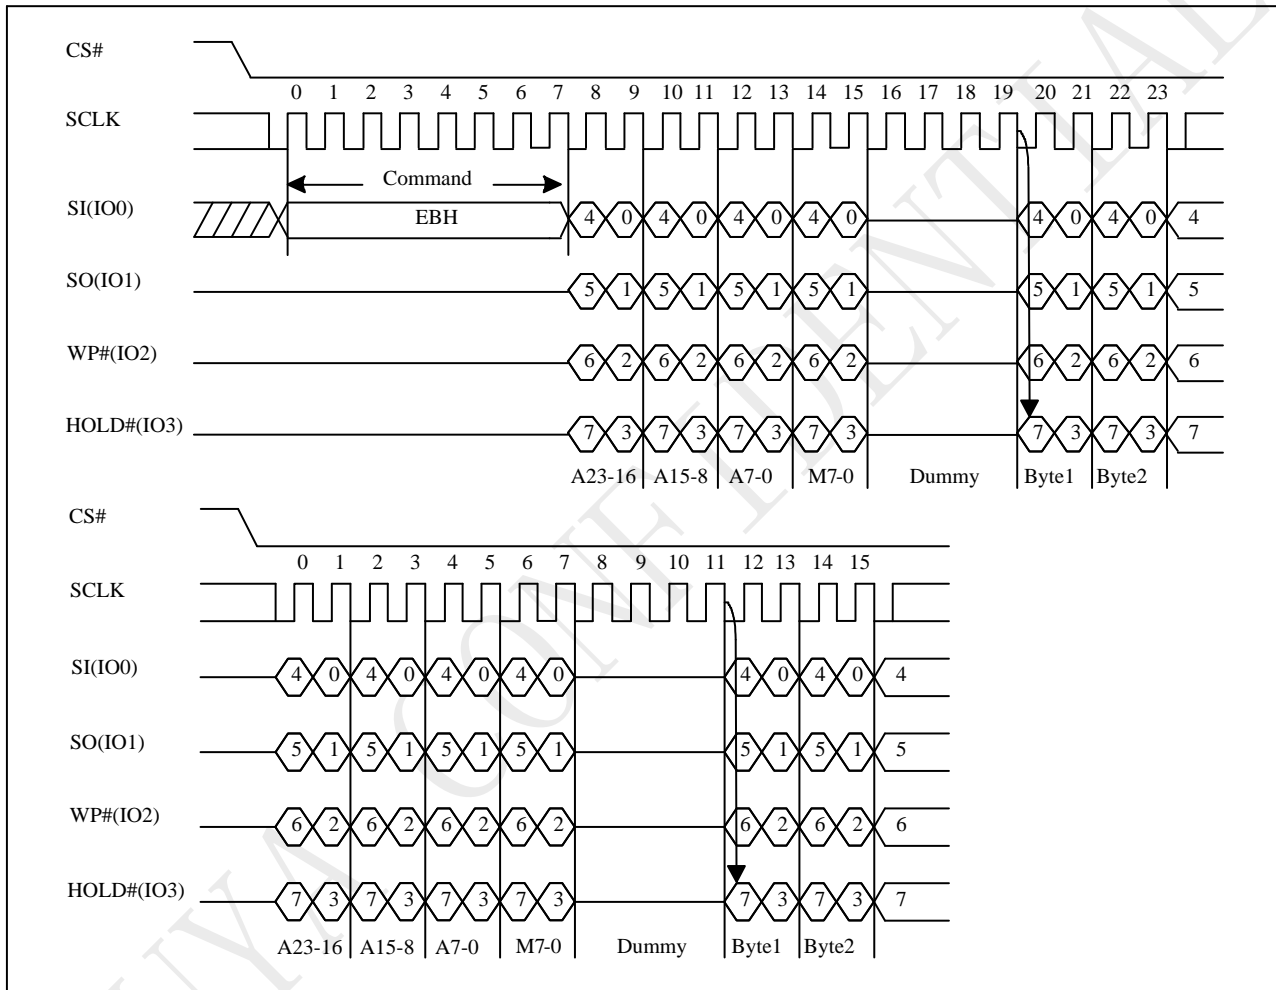 CS#
0 1 2 3 4 5 6 7 8 9 10 11 12 13 14 15 16 17 18 19 20 21 22 23
SCLK
Command
SI(IO0) EBH 4 0 4 0 4 0 4 0 4 0 4 0 4
SO(IO1) 5 1 5 1 5 1 5 1 5 1 5 1 5
WP#(IO2) 6 2 6 2 6 2 6 2 6 2 6 2 6
HOLD#(IO3) 7 3 7 3 7 3 7 3 7 3 7 3 7
A23-16 A15-8 A7-0 M7-0 Dummy Byte1 Byte2
CS#
0 1 2 3 4 5 6 7 8 9 10 11 12 13 14 15
SCLK
SI(IO0) 4 0 4 0 4 0 4 0 4 0 4 0 4
SO(IO1) 5 1 5 1 5 1 5 1 5 1 5 1 5
WP#(IO2) 6 2 6 2 6 2 6 2 6 2 6 2 6
HOLD#(IO3) 7 3 7 3 7 3 7 3 7 3 7 3 7
A23-16 A15-8 A7-0 M7-0 Dummy Byte1 Byte2
UYA CONFIDENTIAL